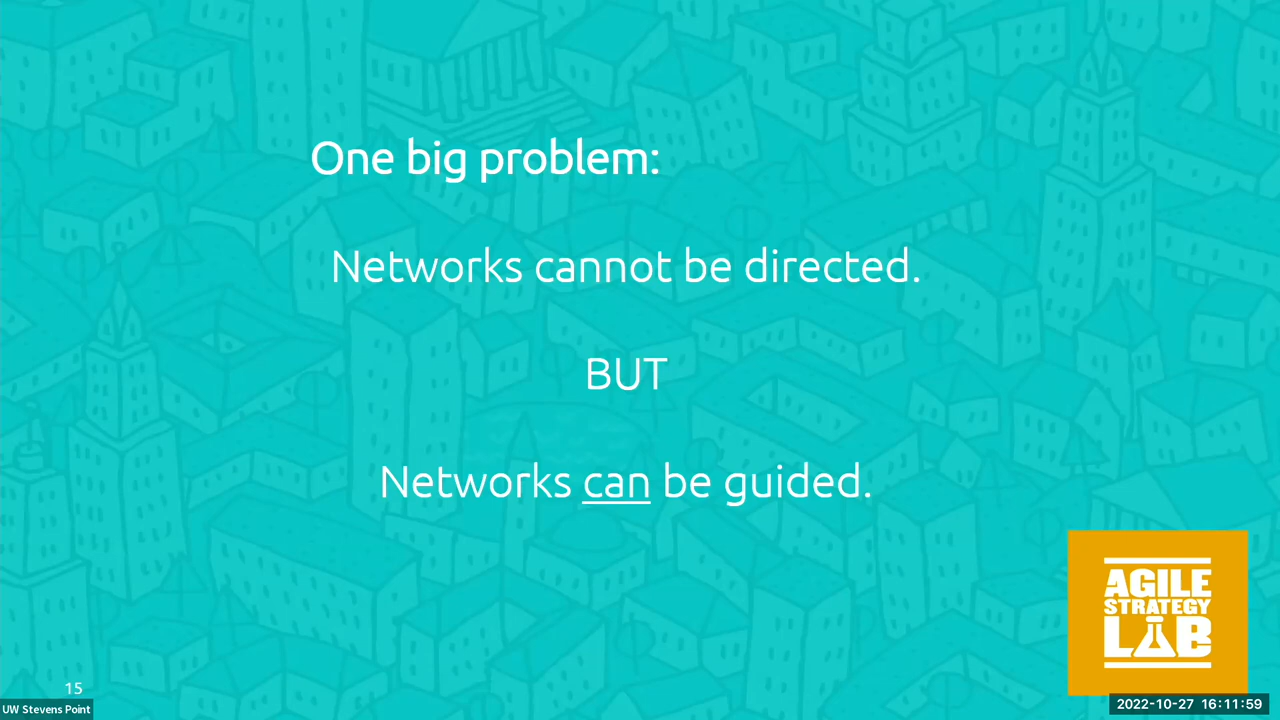 One big problem:
Networks cannot be directed.
BUT
Networks can be guided.
AGILE
STRATEGY
LAB
15
UW Stevens Point
2022-10-27 16:11:59